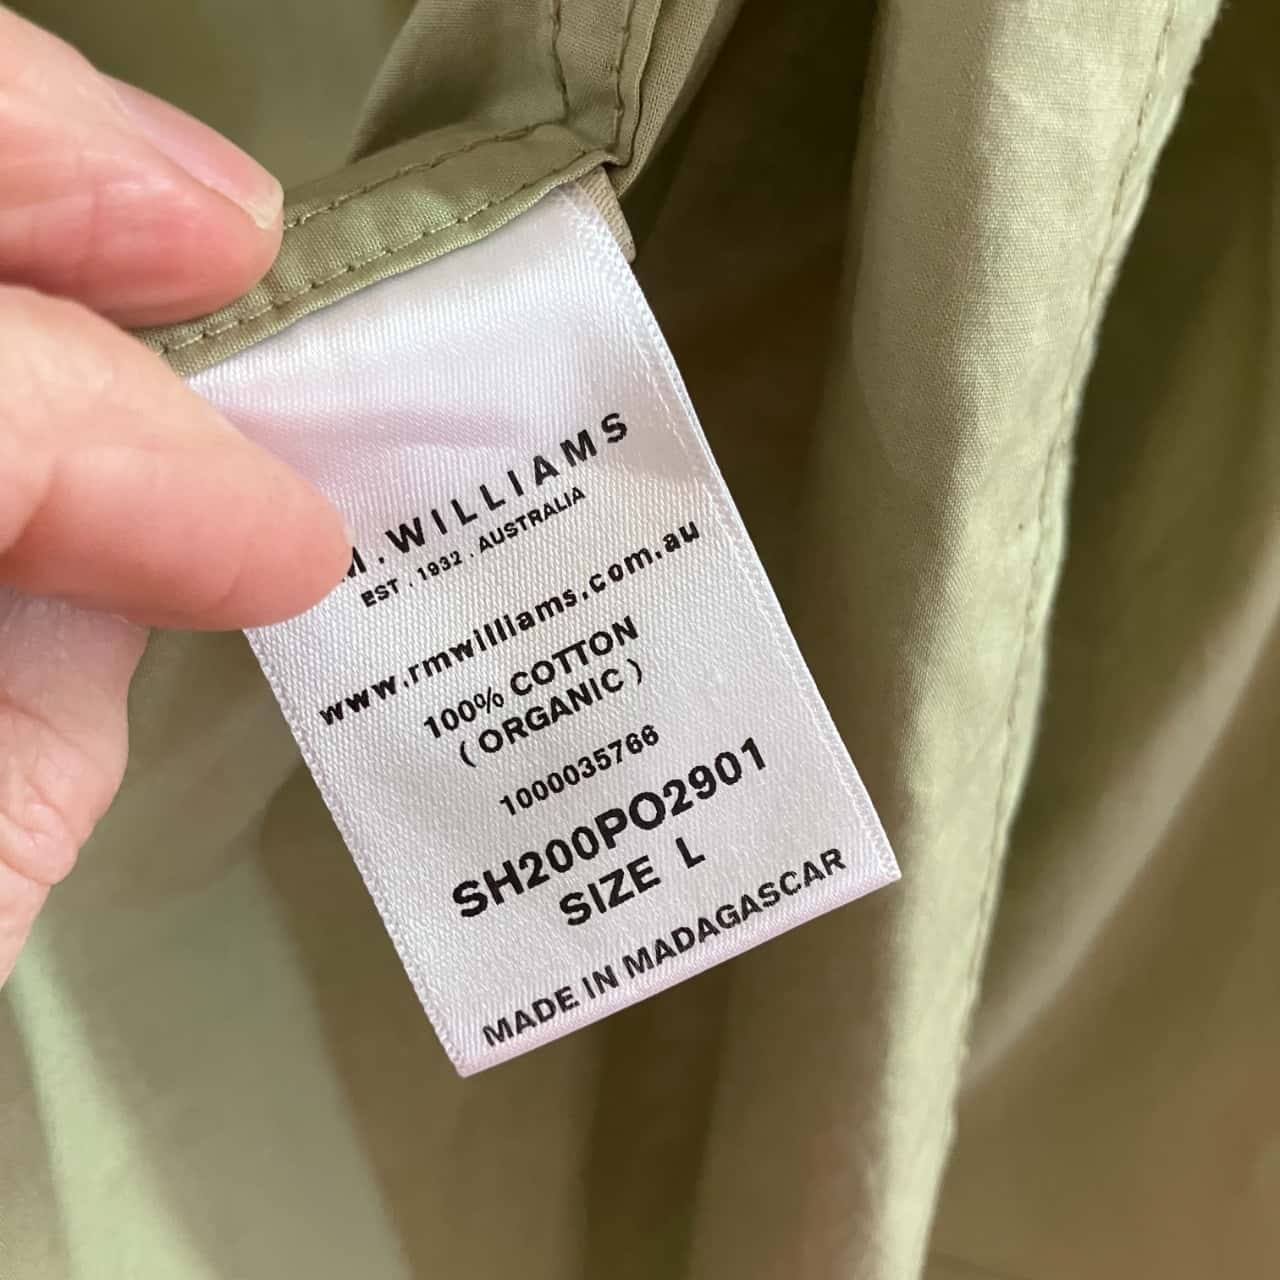 M.WILLIAMS
EST . 1932 . AUSTRALIA
www.rmwilliams.com.au
100% COTTON
( ORGANIC )
1000035766
SH200PO2901
SIZE L
MADE IN MADAGASCAR